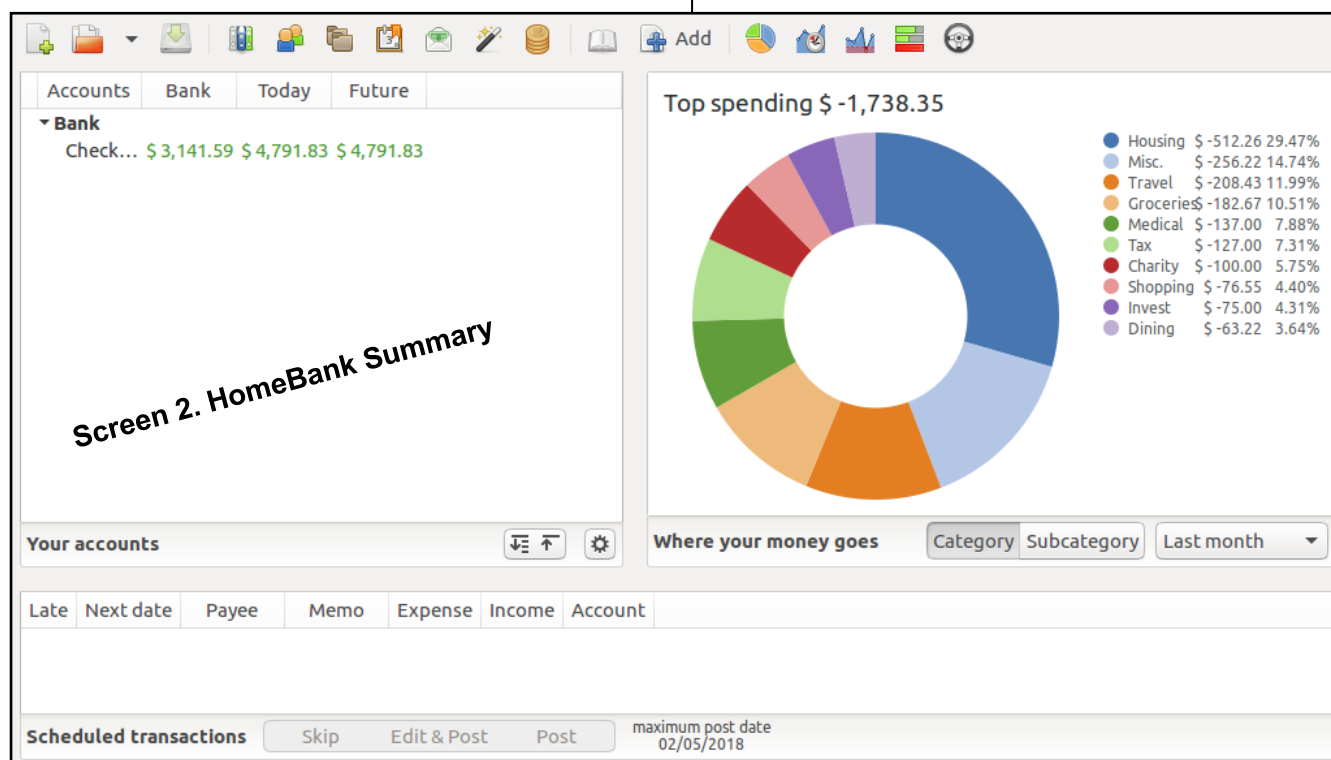 Add
Accounts Bank Today Future
Bank
Check... $ 3,141.59 $ 4,791.83 $ 4,791.83
Screen 2. HomeBank Summary
Your accounts
Top spending $ -1,738.35
Housing $ -512.26 29.47%
Misc. $ -256.22 14.74%
Travel $ -208.43 11.99%
Groceries$ -182.67 10.51%
Medical $ -137.00 7.88%
Tax $ -127.00 7.31%
Charity $ -100.00 5.75%
Shopping $ -76.55 4.40%
Invest $ -75.00 4.31%
Dining $ -63.22 3.64%
Where your money goes Category Subcategory Last month
Late Next date Payee Memo Expense Income Account
Scheduled transactions Skip Edit & Post Post maximum post date
02/05/2018